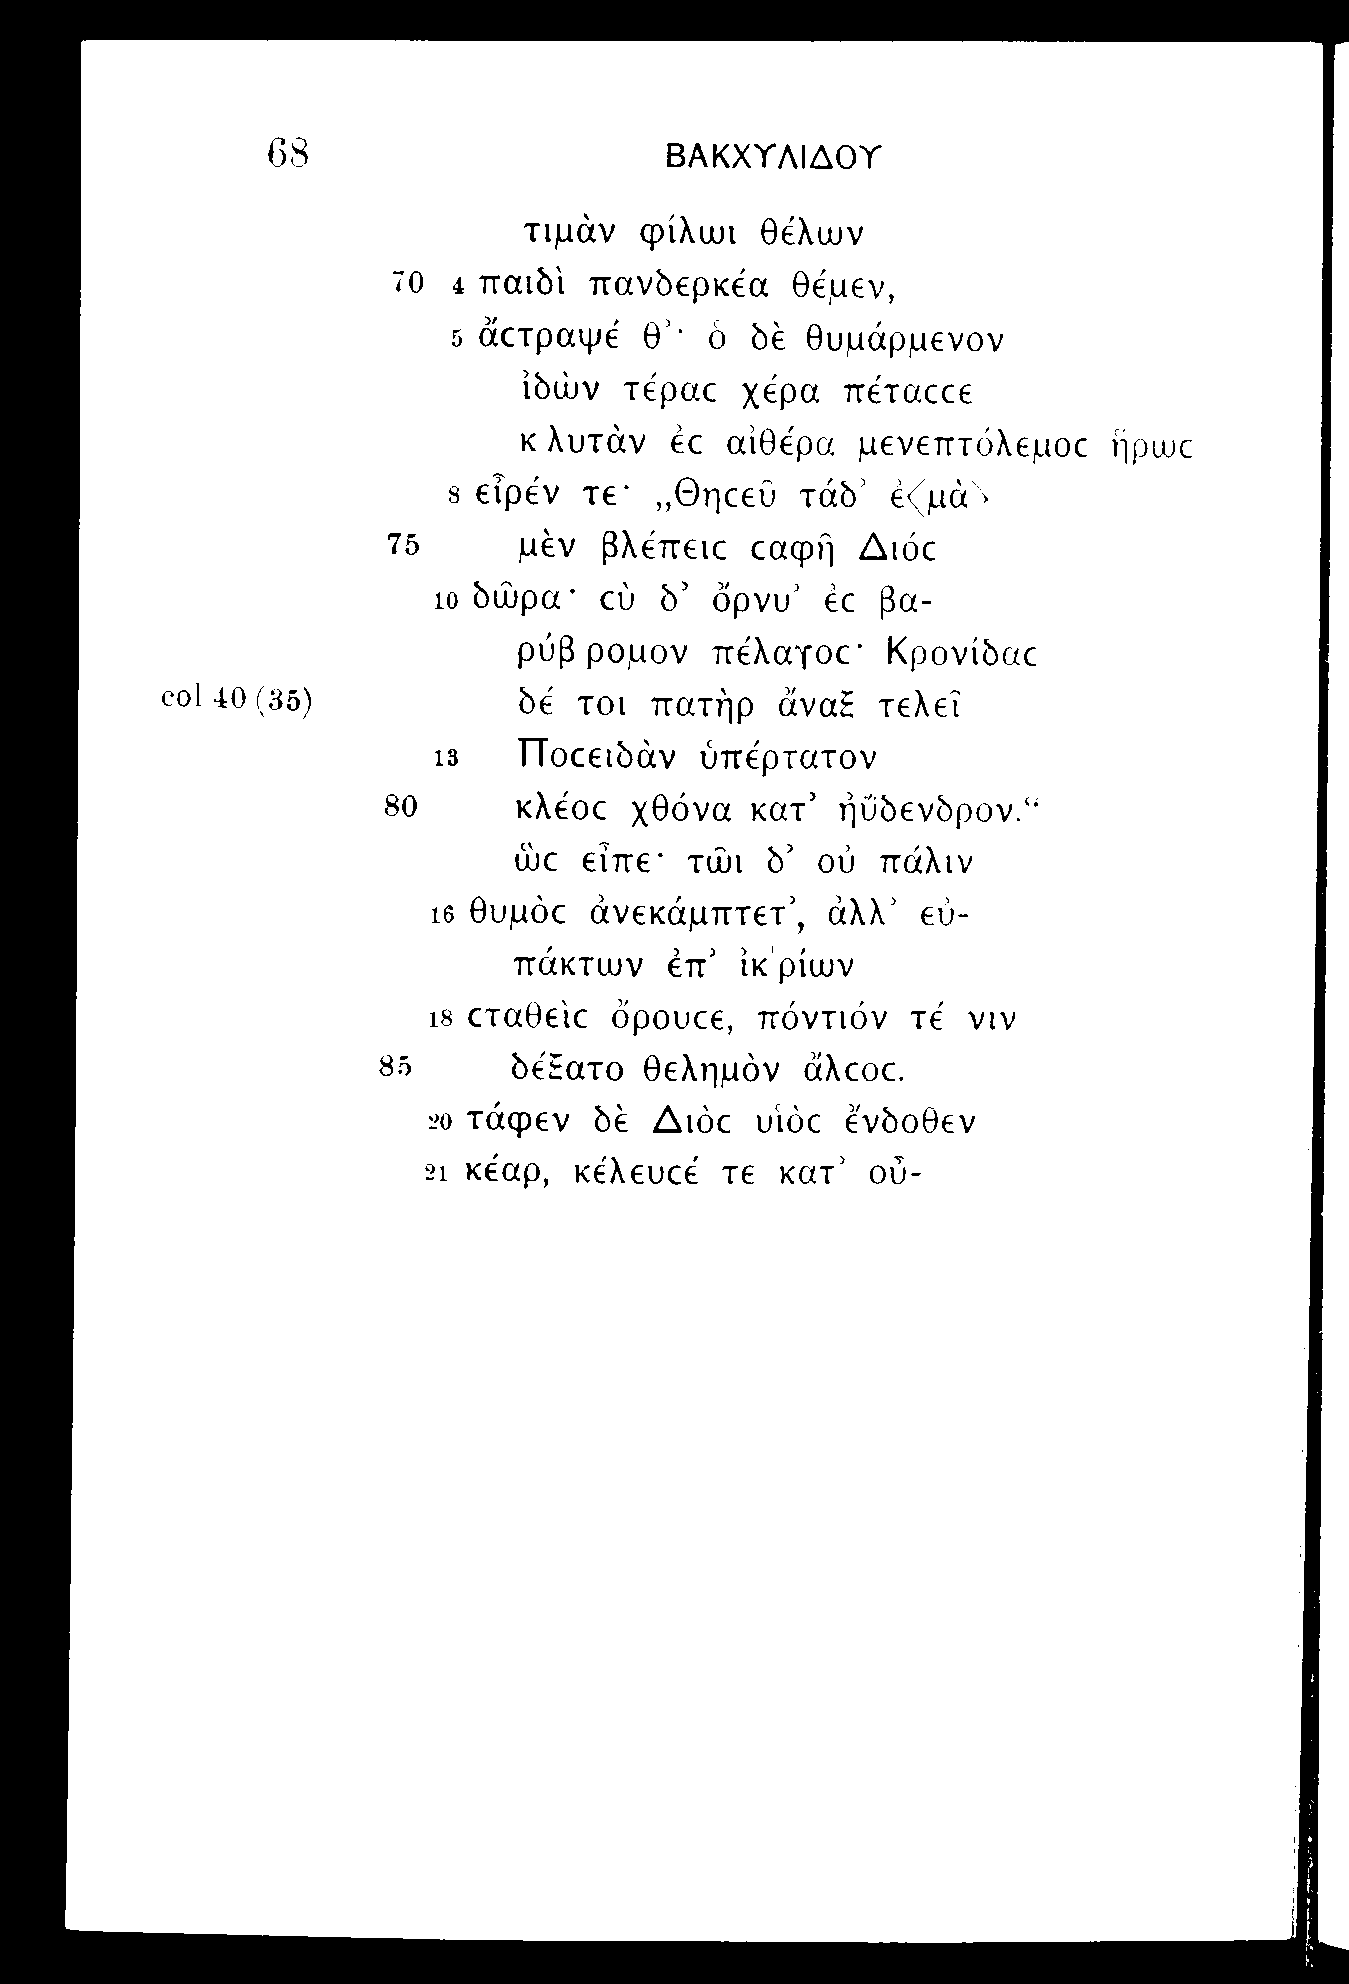 68 ΒΑΚΧΥΛΙΔΟΥ
τιμὰν φίλωι θέλων
70 4 παιδὶ πανδερκέα θέμεν,
5 ἄϲτραψέ θ’· ὁ δὲ θυμάρμενον
ἰδὼν τέραϲ χέρα πέταϲϲε
κλυτὰν ἐϲ αἰθέρα μενεπτόλεμοϲ ἥρωϲ
8 εἶρέν τε· „Θηϲεῦ τάδ’ ἐ⟨μὰ⟩
75 μὲν βλέπειϲ ϲαφῆ Διόϲ
10 δῶρα· ϲὺ δ’ ὄρνυ’ ἐϲ βα-
ρύβρομον πέλαγοϲ· Κρονίδαϲ
col 40 (35) δέ τοι πατὴρ ἄναξ τελεῖ
13 Ποϲειδὰν ὑπέρτατον
80 κλέοϲ χθόνα κατ’ ἠΰδενδρον.“
ὣϲ εἶπε· τῶι δ’ οὐ πάλιν
16 θυμὸϲ ἀνεκάμπτετ’, ἀλλ’ εὐ-
πάκτων ἐπ’ ἰκ'ρίων
18 ϲταθεὶϲ ὄρουϲε, πόντιόν τέ νιν
85 δέξατο θελημὸν ἄλϲοϲ.
20 τάφεν δὲ Διὸϲ υἱὸϲ ἔνδοθεν
21 κέαρ, κέλευϲέ τε κατ’ οὖ-